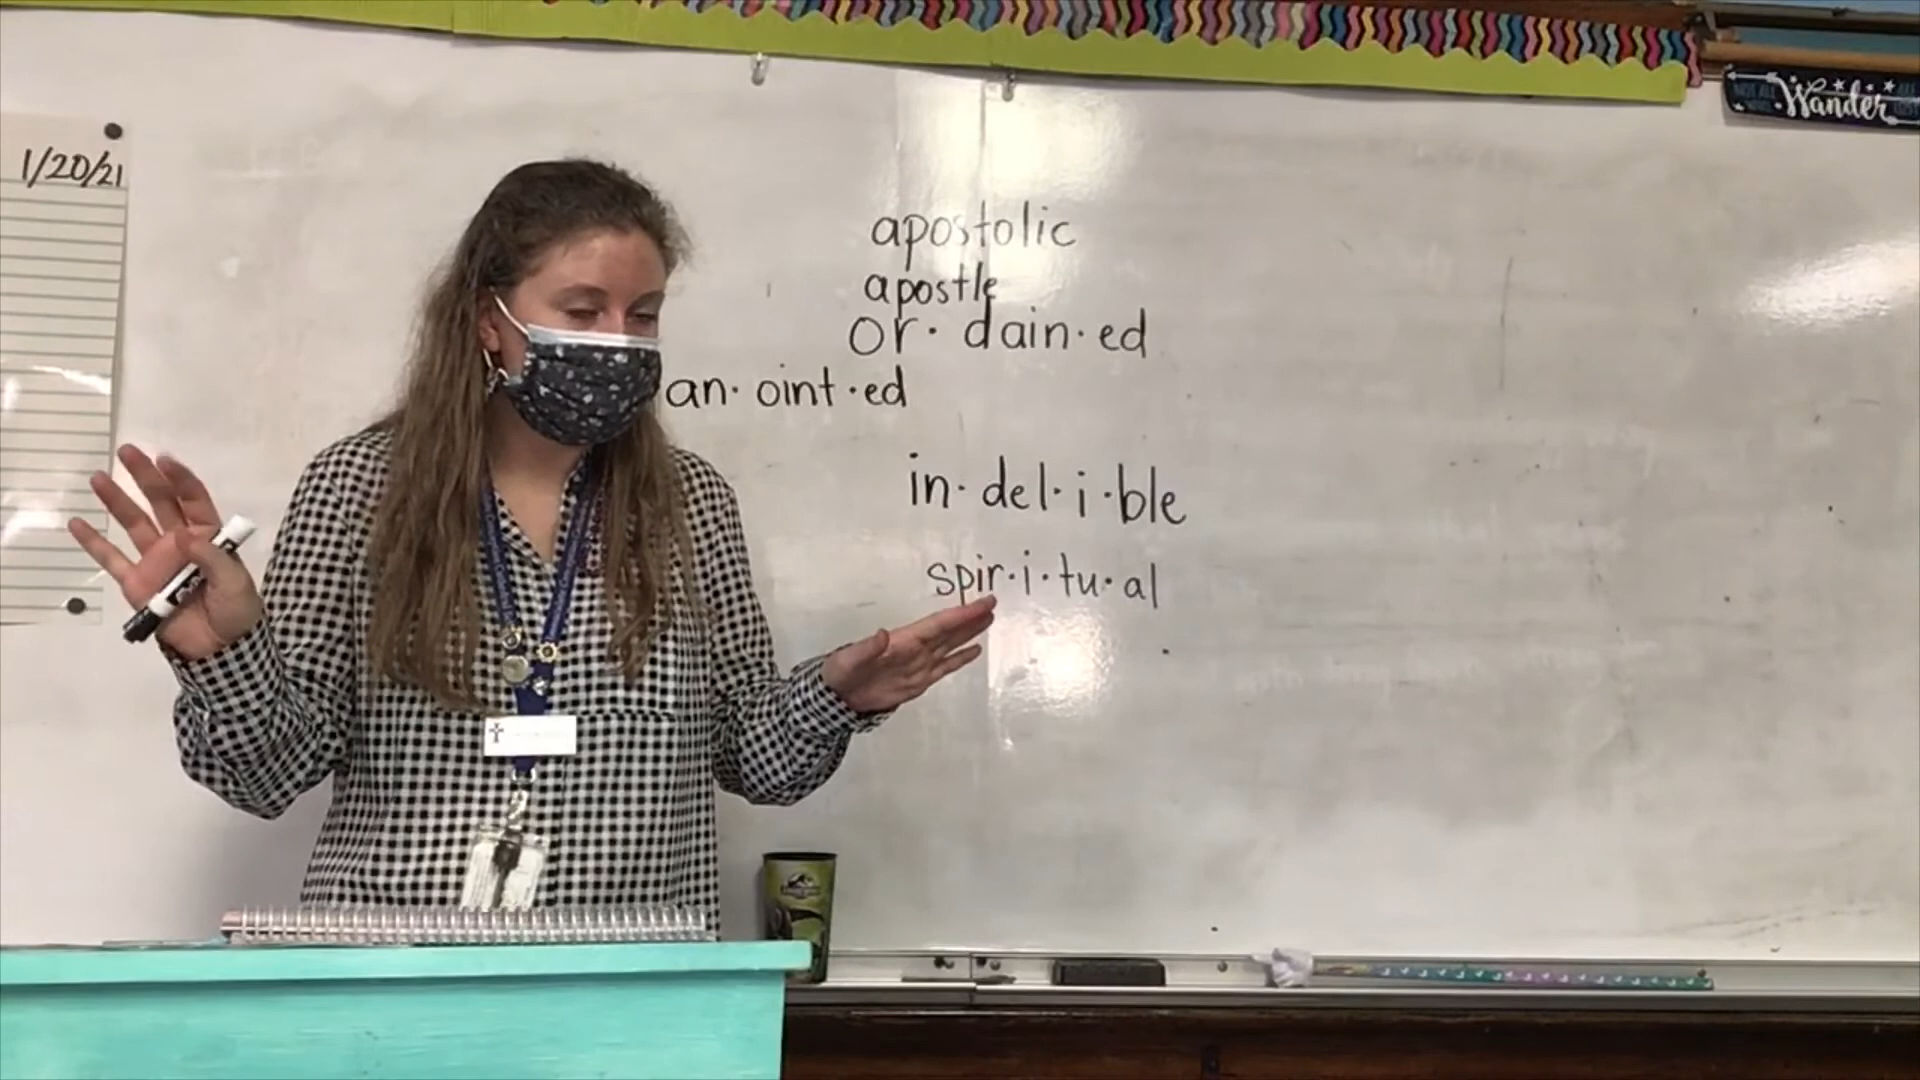 1/20/21
Wander
apostolic
apostle
or· dain· ed
an· oint ·ed
in· del· i ·ble
spir·i·tu·al